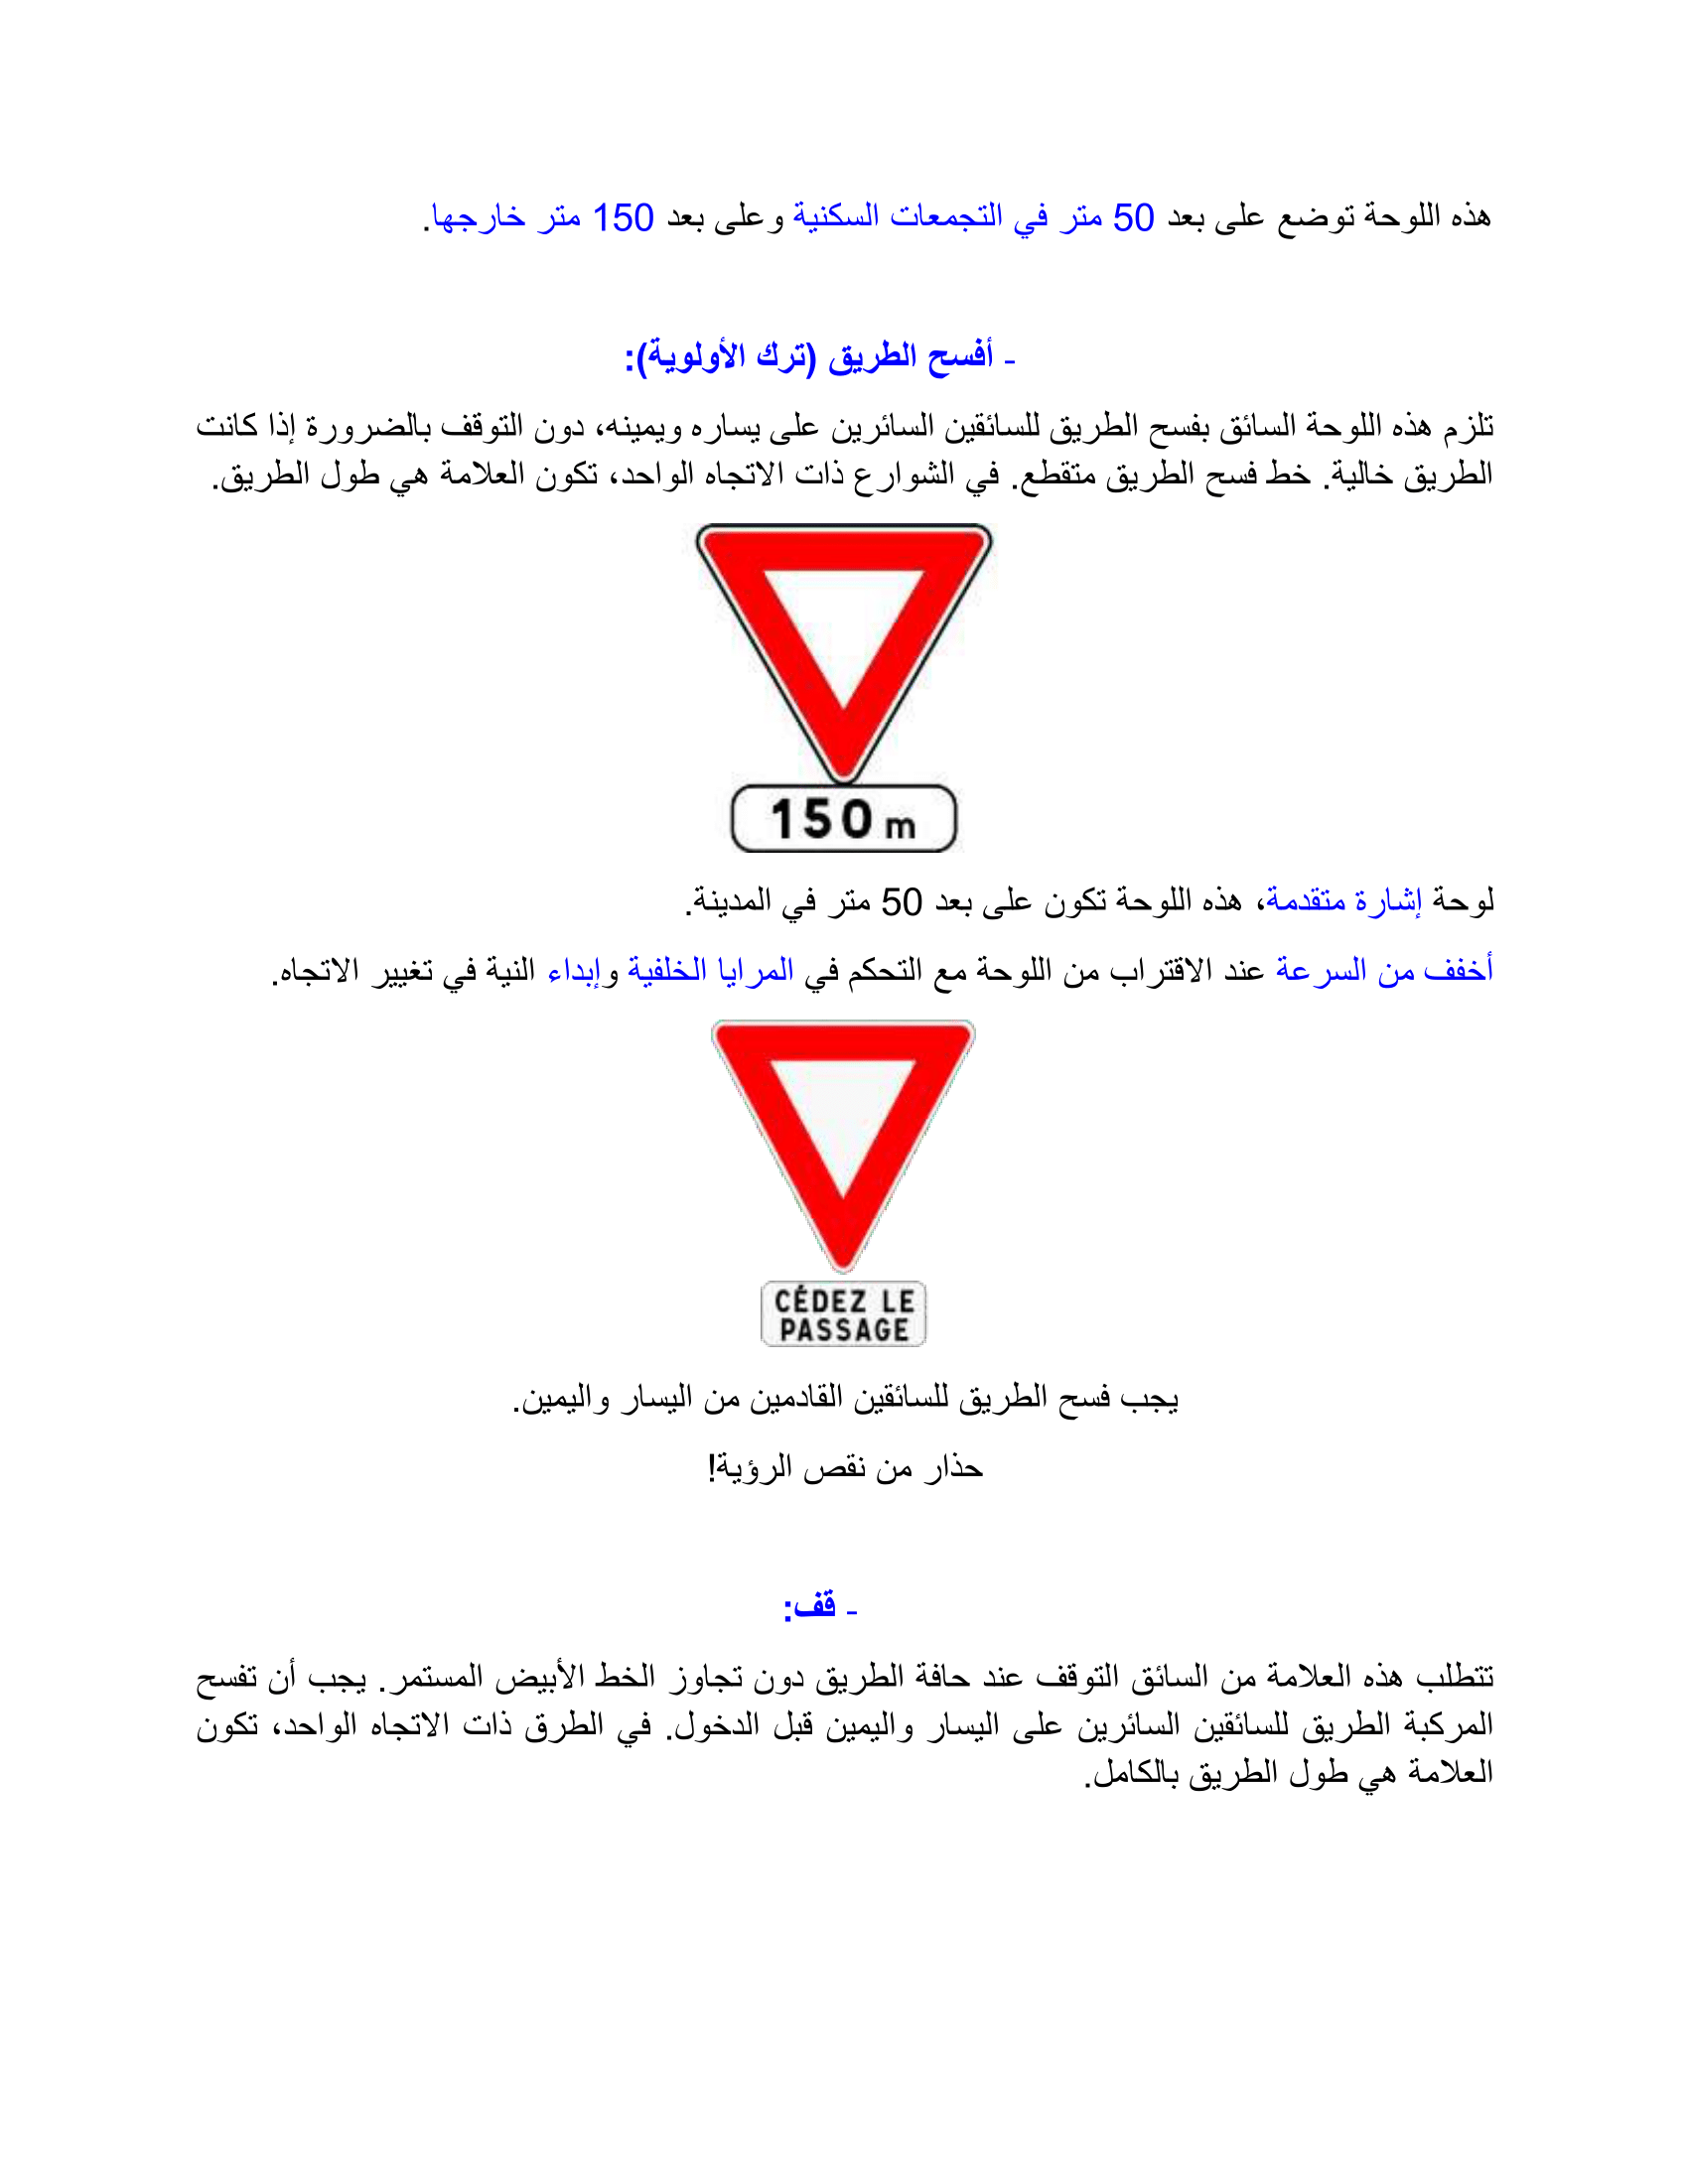 هذه اللوحة توضع على بعد 50 متر في التجمعات السكنية وعلى بعد 150 متر خارجها.
- أفسح الطريق (ترك الأولوية):
تلزم هذه اللوحة السائق بفسح الطريق للسائقين السائرين على يساره ويمينه، دون التوقف بالضرورة إذا كانت
الطريق خالية. خط فسح الطريق متقطع. في الشوارع ذات الاتجاه الواحد، تكون العلامة هي طول الطريق.
150 m
لوحة إشارة متقدمة، هذه اللوحة تكون على بعد 50 متر في المدينة.
أخفف من السرعة عند الاقتراب من اللوحة مع التحكم في المرايا الخلفية وإبداء النية في تغيير الاتجاه.
CÉDEZ LE
PASSAGE
يجب فسح الطريق للسائقين القادمين من اليسار واليمين.
حذار من نقص الرؤية!
- قف:
تتطلب هذه العلامة من السائق التوقف عند حافة الطريق دون تجاوز الخط الأبيض المستمر. يجب أن تفسح
المركبة الطريق للسائقين السائرين على اليسار واليمين قبل الدخول. في الطرق ذات الاتجاه الواحد، تكون
العلامة هي طول الطريق بالكامل.